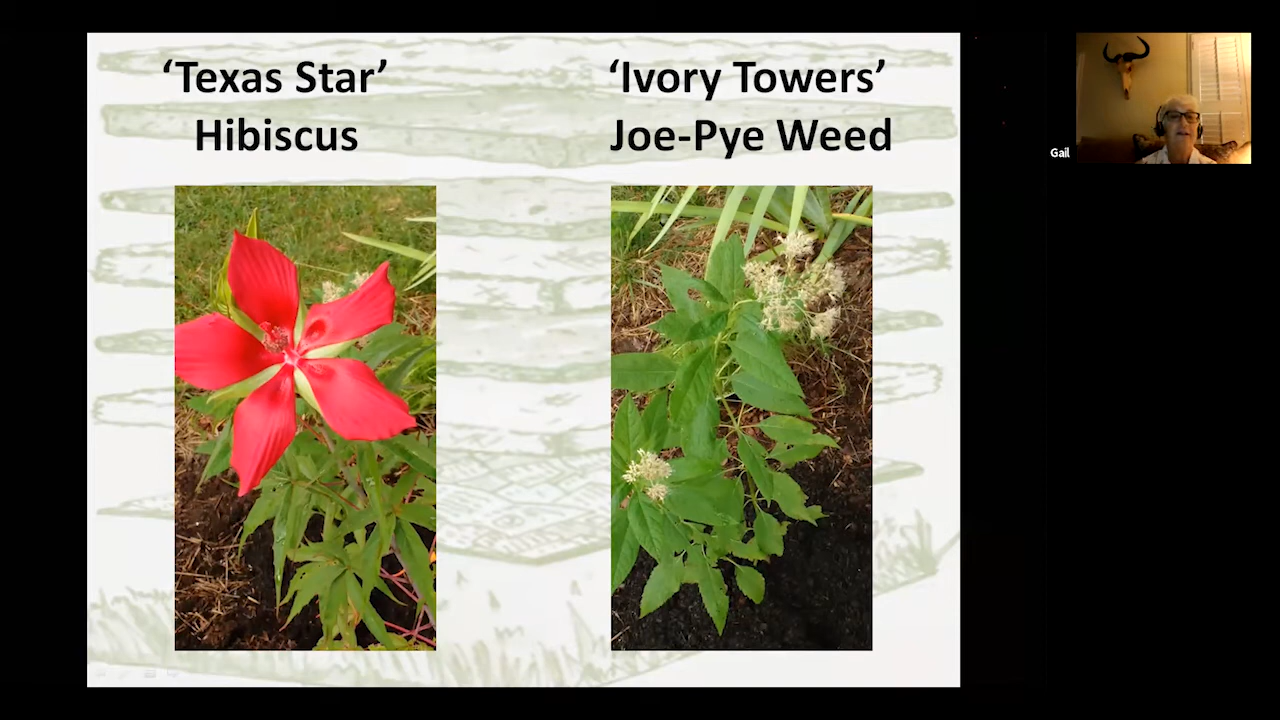 ‘Texas Star’
Hibiscus
‘Ivory Towers’
Joe-Pye Weed
Gail